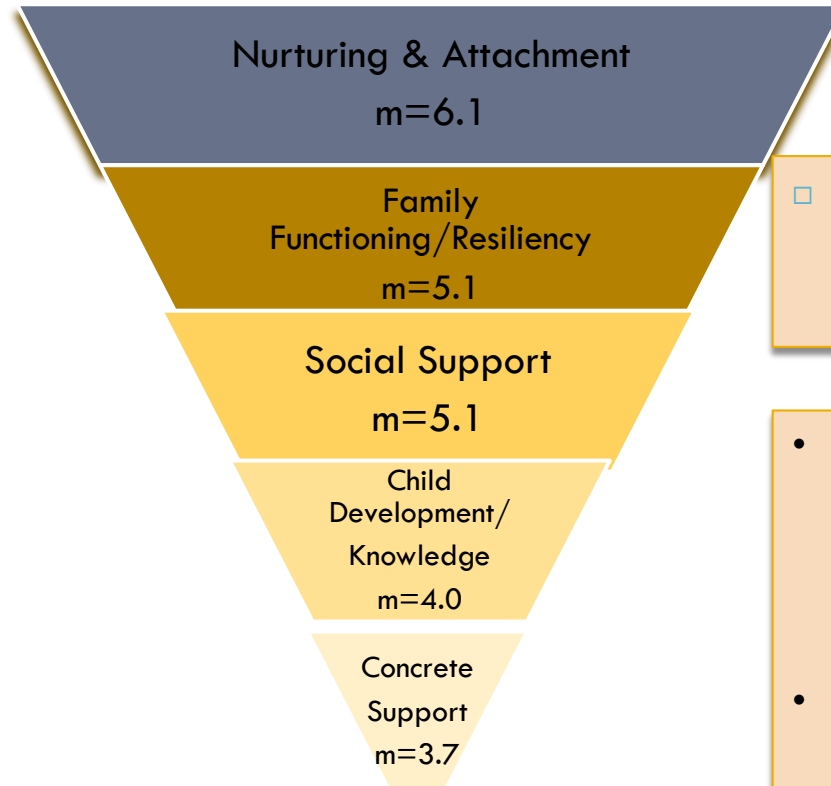 Nurturing & Attachment
m=6.1
Family
Functioning/Resiliency
m=5.1
Social Support
m=5.1
Child
Development/
Knowledge
m=4.0
Concrete
Support
m=3.7